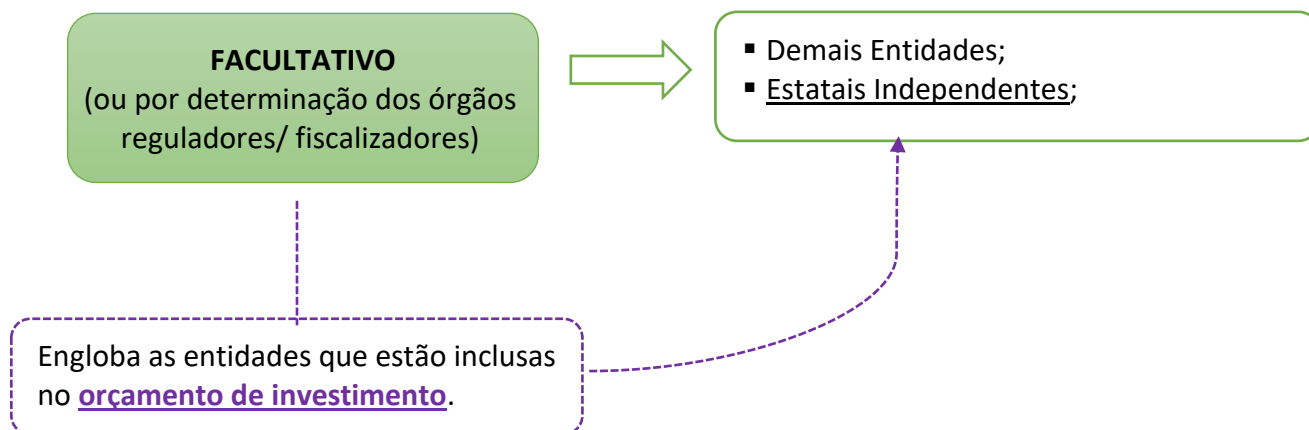 FACULTATIVO
(ou por determinação dos órgãos
reguladores/ fiscalizadores)
▪ Demais Entidades;
▪ Estatais Independentes;
Engloba as entidades que estão inclusas
no orçamento de investimento.